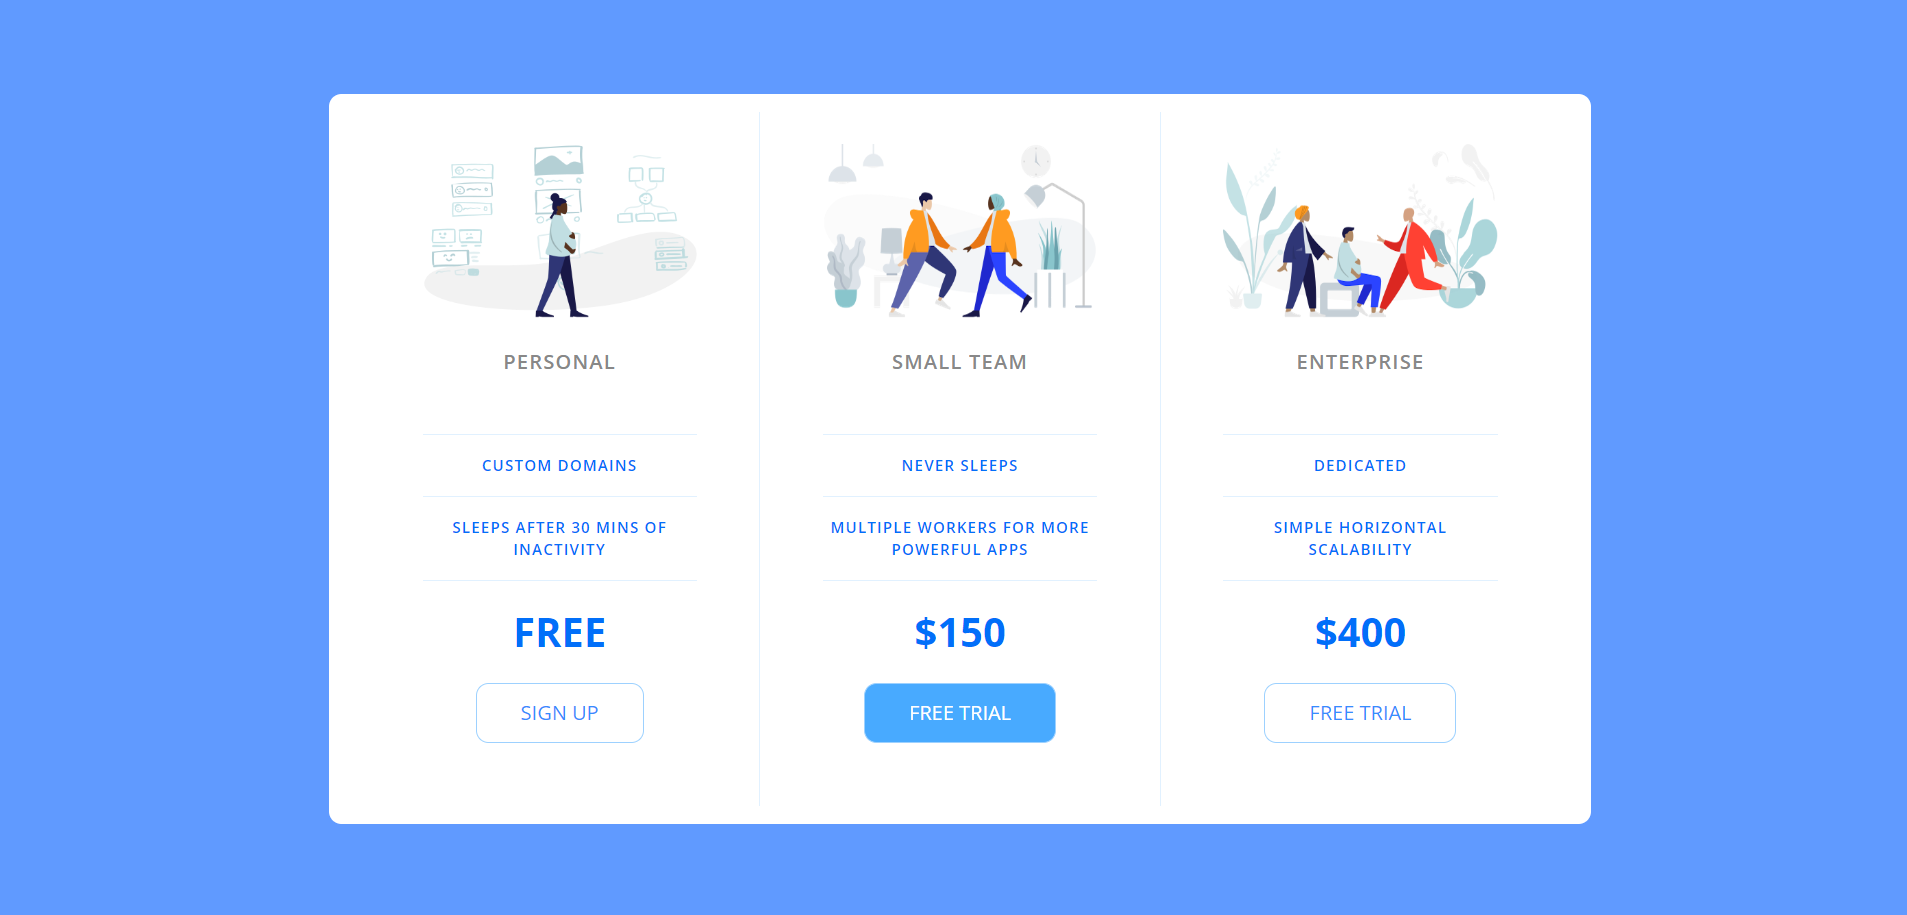 PERSONAL
CUSTOM DOMAINS
SLEEPS AFTER 30 MINS OF
INACTIVITY
FREE
SIGN UP
SMALL TEAM
NEVER SLEEPS
MULTIPLE WORKERS FOR MORE
POWERFUL APPS
$150
FREE TRIAL
ENTERPRISE
DEDICATED
SIMPLE HORIZONTAL
SCALABILITY
$400
FREE TRIAL